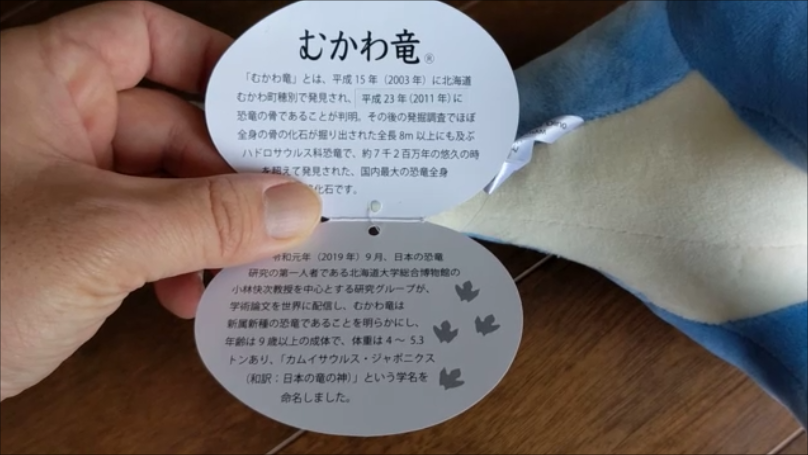 むかわ竜®
「むかわ竜」とは、平成15年（2003年）に北海道
むかわ町穂別で発見され、平成23年（2011年）に
恐竜の骨であることが判明。その後の発掘調査でほぼ
全身の骨の化石が掘り出された全長8m以上にも及ぶ
ハドロサウルス科恐竜で、約7千2百万年の悠久の時
を超えて発見された、国内最大の恐竜全身
化石です。
令和元年（2019年）9月、日本の恐竜
研究の第一人者である北海道大学総合博物館の
小林快次教授を中心とする研究グループが、
学術論文を世界に配信し、むかわ竜は
新属新種の恐竜であることを明らかにし、
年齢は9歳以上の成体で、体重は4～5.3
トンあり、「カムイサウルス・ジャポニクス
（和訳：日本の竜の神）」という学名を
命名しました。